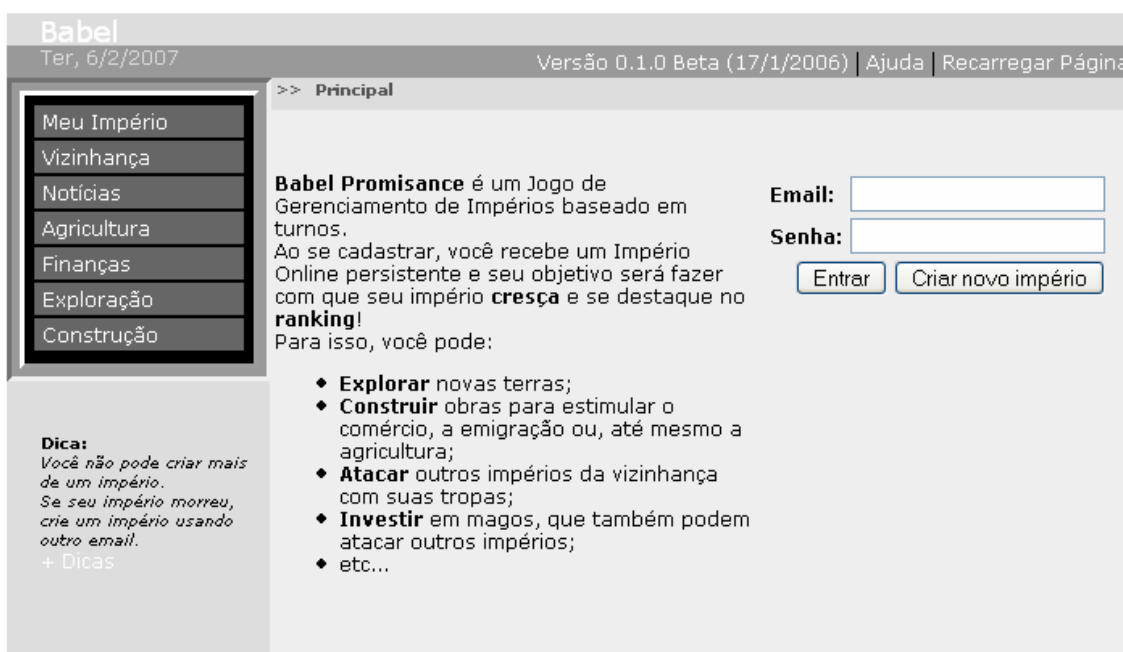 Babel
Ter, 6/2/2007
Versão 0.1.0 Beta (17/1/2006) | Ajuda | Recarregar Página
>> Principal
Meu Império
Vizinhança
Notícias
Agricultura
Finanças
Exploração
Construção
Dica:
Você não pode criar mais
de um império.
Se seu império morreu,
crie um império usando
outro email.
+ Dicas
Babel Promisance é um Jogo de
Gerenciamento de Impérios baseado em
turnos.
Ao se cadastrar, você recebe um Império
Online persistente e seu objetivo será fazer
com que seu império cresça e se destaque no
ranking!
Para isso, você pode:
• Explorar novas terras;
• Construir obras para estimular o
comércio, a emigração ou, até mesmo a
agricultura;
• Atacar outros impérios da vizinhança
com suas tropas;
• Investir em magos, que também podem
atacar outros impérios;
• etc...
Email:
Senha:
Entrar
Criar novo império